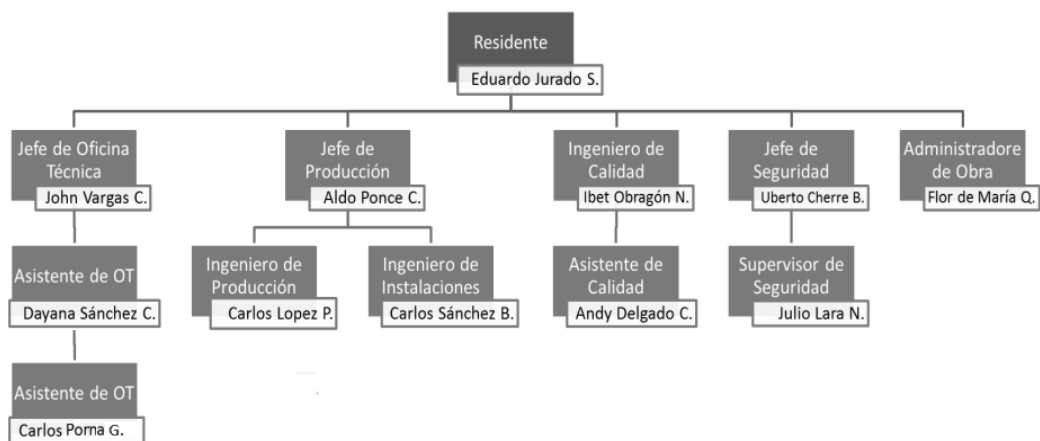 Residente
Eduardo Jurado S.
Jefe de Oficina
Técnica
John Vargas C.
Jefe de
Producción
Aldo Ponce C.
Ingeniero de
Calidad
Ibet Obragón N.
Jefe de
Seguridad
Uberto Cherre B.
Administradore
de Obra
Flor de María Q.
Asistente de OT
Dayana Sánchez C.
Ingeniero de
Producción
Carlos Lopez P.
Ingeniero de
Instalaciones
Carlos Sánchez B.
Asistente de
Calidad
Andy Delgado C.
Supervisor de
Seguridad
Julio Lara N.
Asistente de OT
Carlos Porna G.